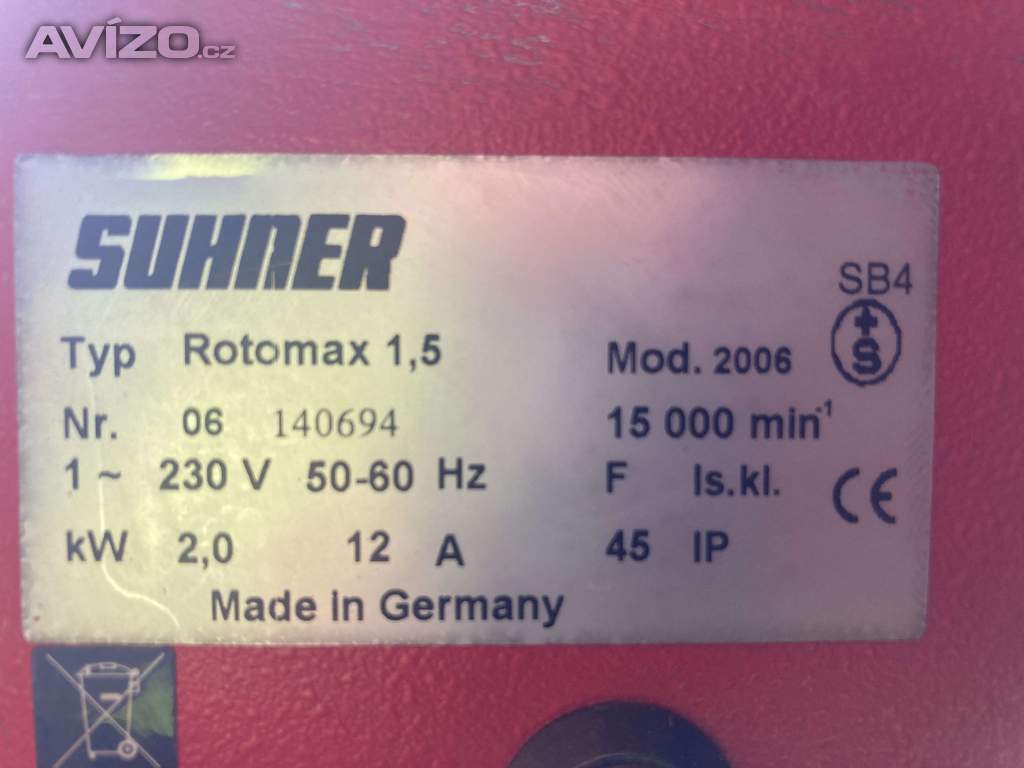 AVÍZO.cz
SUHNER
SB4
Typ Rotomax 1,5 Mod. 2006
+S
Nr. 06 140694 15 000 min-1
1~ 230 V 50-60 Hz F Is.kl.
CE
kW 2,0 12 A 45 IP
Made in Germany